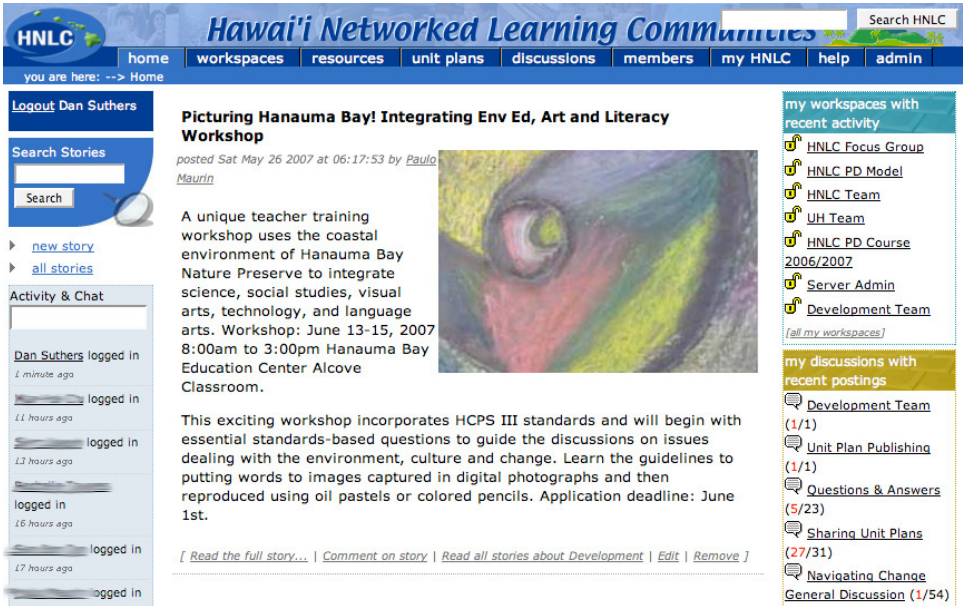 HNLC
Hawai'i Networked Learning Communities
Search HNLC
home workspaces resources unit plans discussions members my HNLC help admin
you are here: --> Home
Logout Dan Suthers
Search Stories
Search
new story
all stories
Activity & Chat
Dan Suthers logged in
1 minute ago
logged in
11 hours ago
logged in
13 hours ago
logged in
16 hours ago
logged in
17 hours ago
ogged in
Picturing Hanauma Bay! Integrating Env Ed, Art and Literacy
Workshop
posted Sat May 26 2007 at 06:17:53 by Paulo
Maurin
A unique teacher training
workshop uses the coastal
environment of Hanauma Bay
Nature Preserve to integrate
science, social studies, visual
arts, technology, and language
arts. Workshop: June 13-15, 2007
8:00am to 3:00pm Hanauma Bay
Education Center Alcove
Classroom.
This exciting workshop incorporates HCPS III standards and will begin with
essential standards-based questions to guide the discussions on issues
dealing with the environment, culture and change. Learn the guidelines to
putting words to images captured in digital photographs and then
reproduced using oil pastels or colored pencils. Application deadline: June
1st.
[ Read the full story... | Comment on story | Read all stories about Development | Edit | Remove ]
my workspaces with
recent activity
HNLC Focus Group
HNLC PD Model
HNLC Team
UH Team
HNLC PD Course
2006/2007
Server Admin
Development Team
[all my workspaces]
my discussions with
recent postings
Development Team
(1/1)
Unit Plan Publishing
(1/1)
Questions & Answers
(5/23)
Sharing Unit Plans
(27/31)
Navigating Change
General Discussion (1/54)